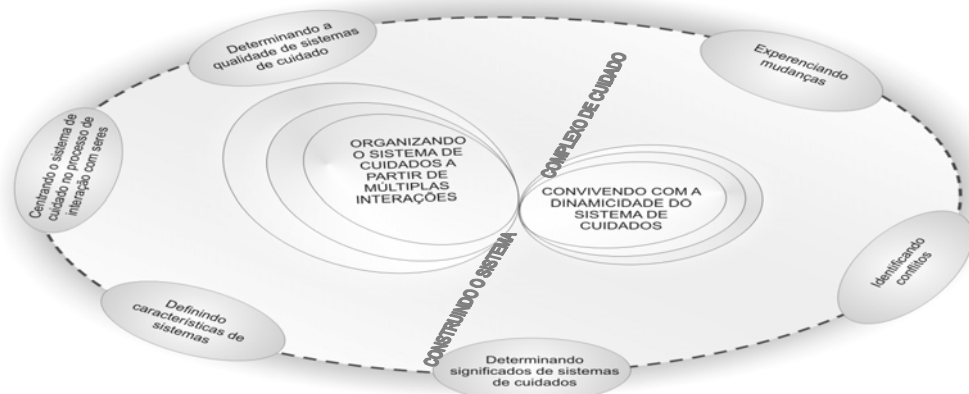 Determinando a
qualidade de sistemas
de cuidado
Experenciando
mudanças
Centrando o sistema de
cuidado no processo de
interação com seres
ORGANIZANDO
O SISTEMA DE
CUIDADOS A
PARTIR DE
MÚLTIPLAS
INTERAÇÕES
CONSTRUINDO O SISTEMA
COMPLEXO DE CUIDADO
CONVIVENDO COM A
DINAMICIDADE DO
SISTEMA DE
CUIDADOS
Identificando
conflitos
Definindo
características de
sistemas
Determinando
significados de sistemas
de cuidados